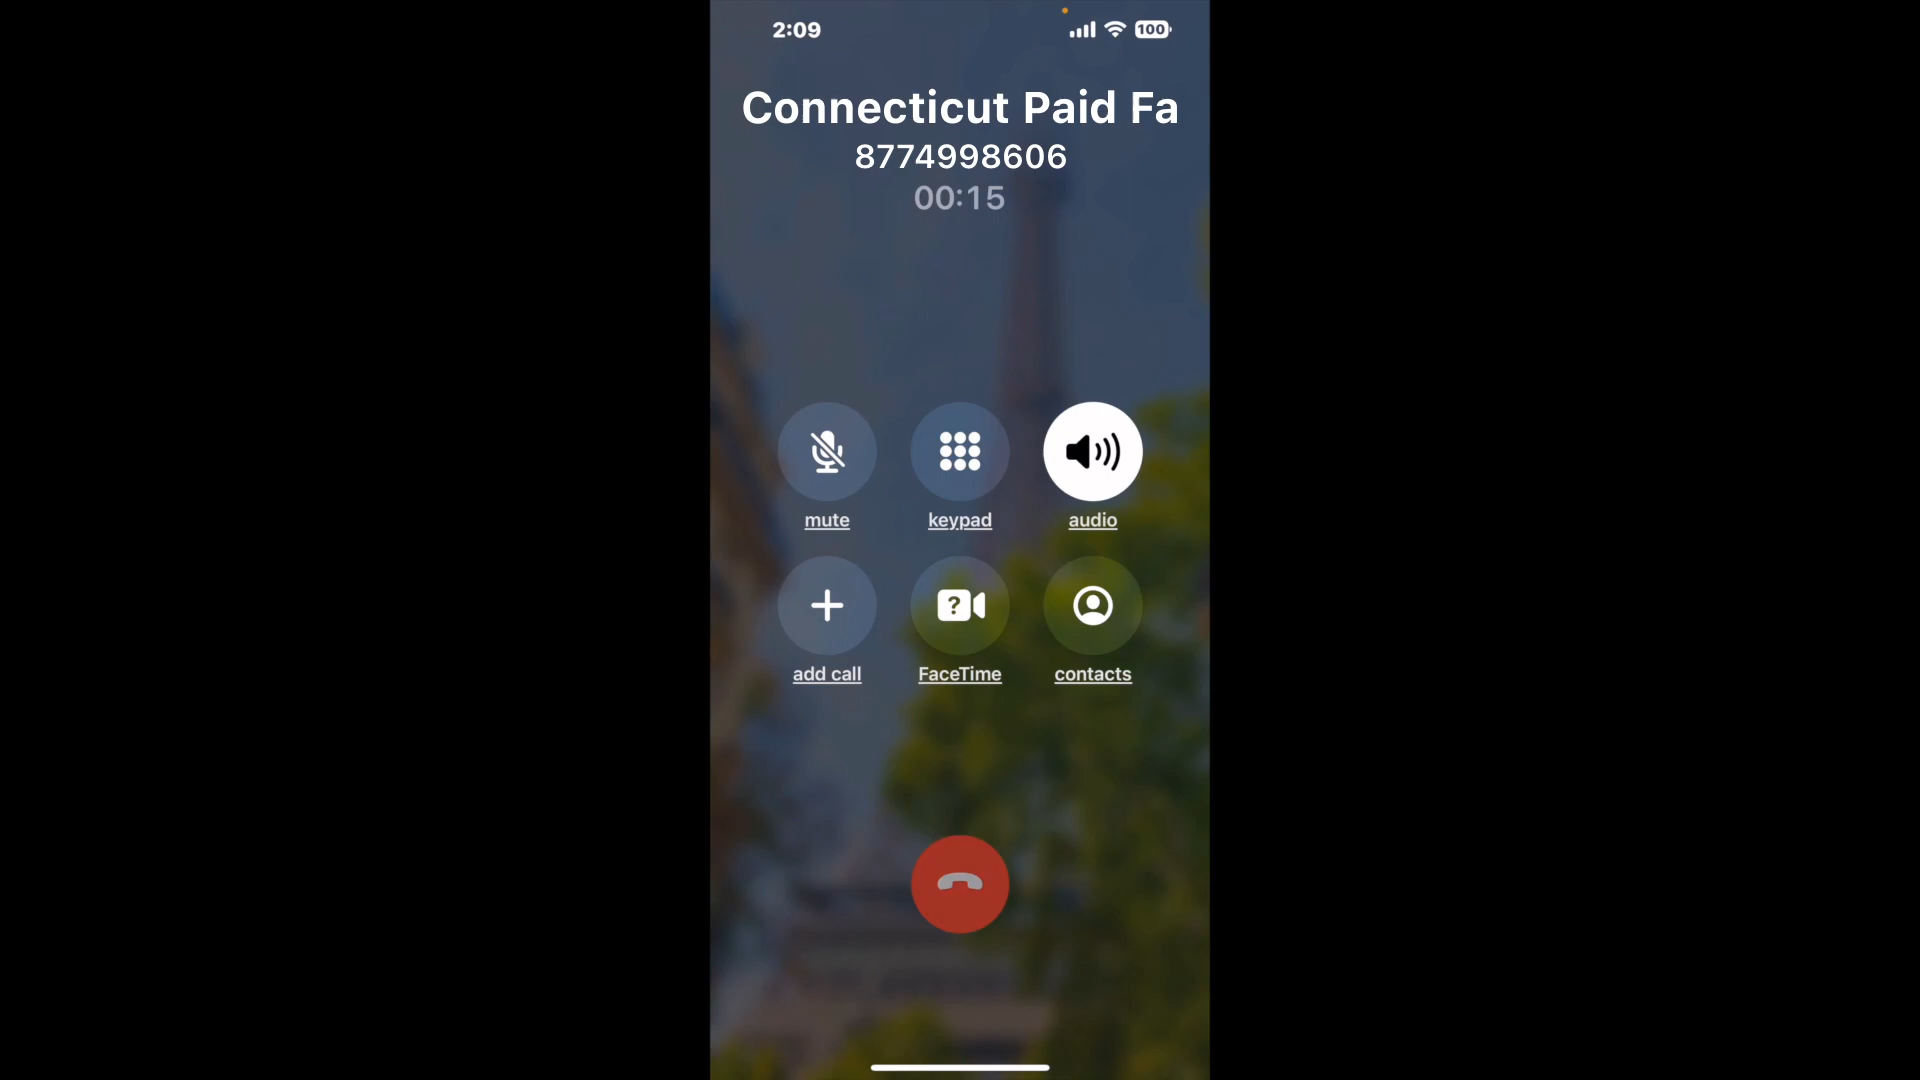 2:09
100
Connecticut Paid Fa
8774998606
00:15
mute
keypad
audio
?
add call
FaceTime
contacts